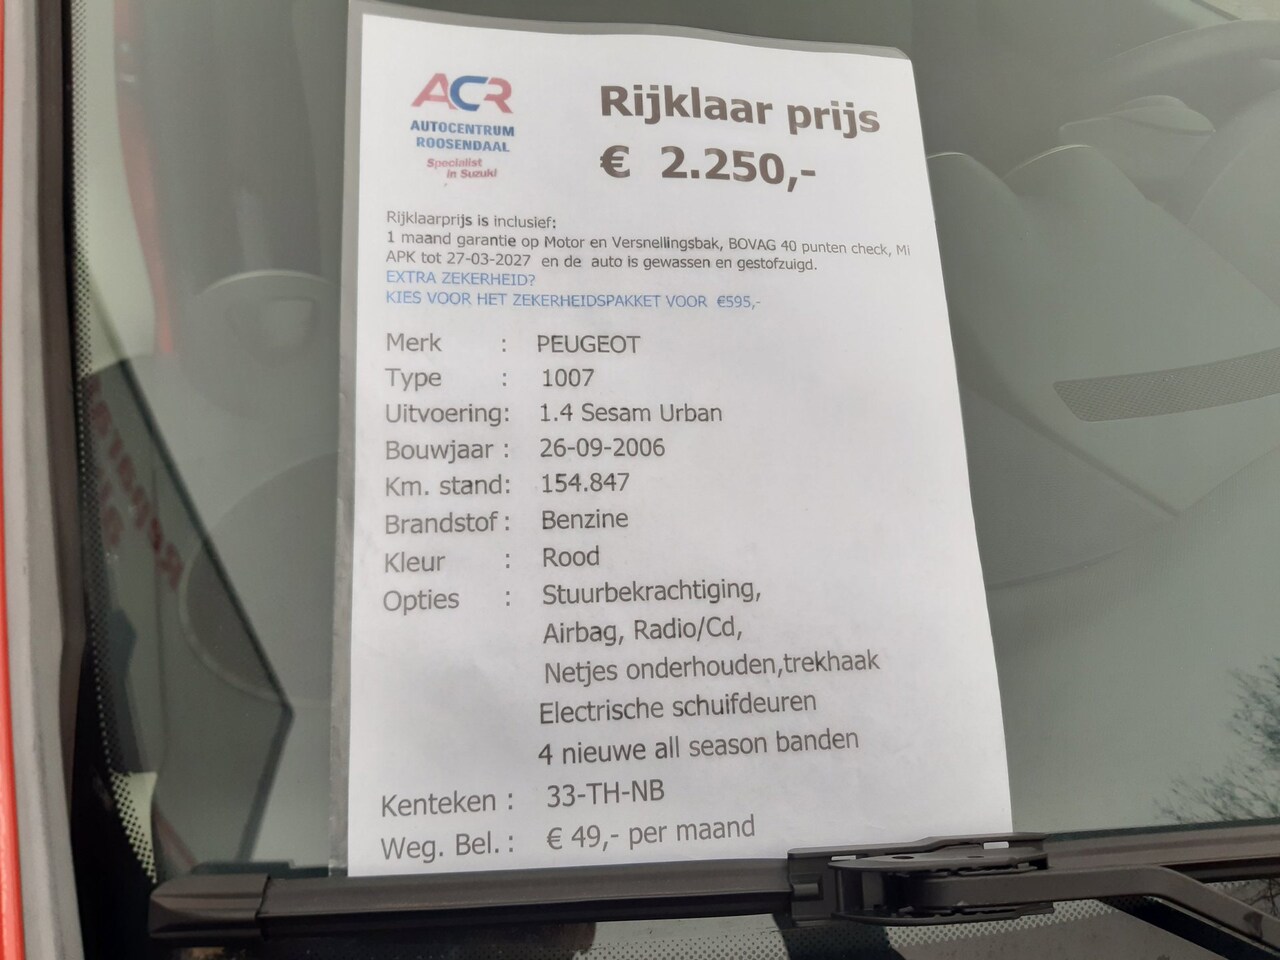 ACR
AUTOCENTRUM
ROOSENDAAL
Specialist
in Suzuki
Rijklaar prijs
€ 2.250,-
Rijklaarprijs is inclusief:
1 maand garantie op Motor en Versnellingsbak, BOVAG 40 punten check, Mi
APK tot 27-03-2027 en de auto is gewassen en gestofzuigd.
EXTRA ZEKERHEID?
KIES VOOR HET ZEKERHEIDSPAKKET VOOR €595,-
Merk : PEUGEOT
Type : 1007
Uitvoering: 1.4 Sesam Urban
Bouwjaar : 26-09-2006
Km. stand: 154.847
Brandstof : Benzine
Kleur : Rood
Opties : Stuurbekrachtiging,
Airbag, Radio/Cd,
Netjes onderhouden,trekhaak
Electrische schuifdeuren
4 nieuwe all season banden
Kenteken : 33-TH-NB
Weg. Bel. : € 49,- per maand